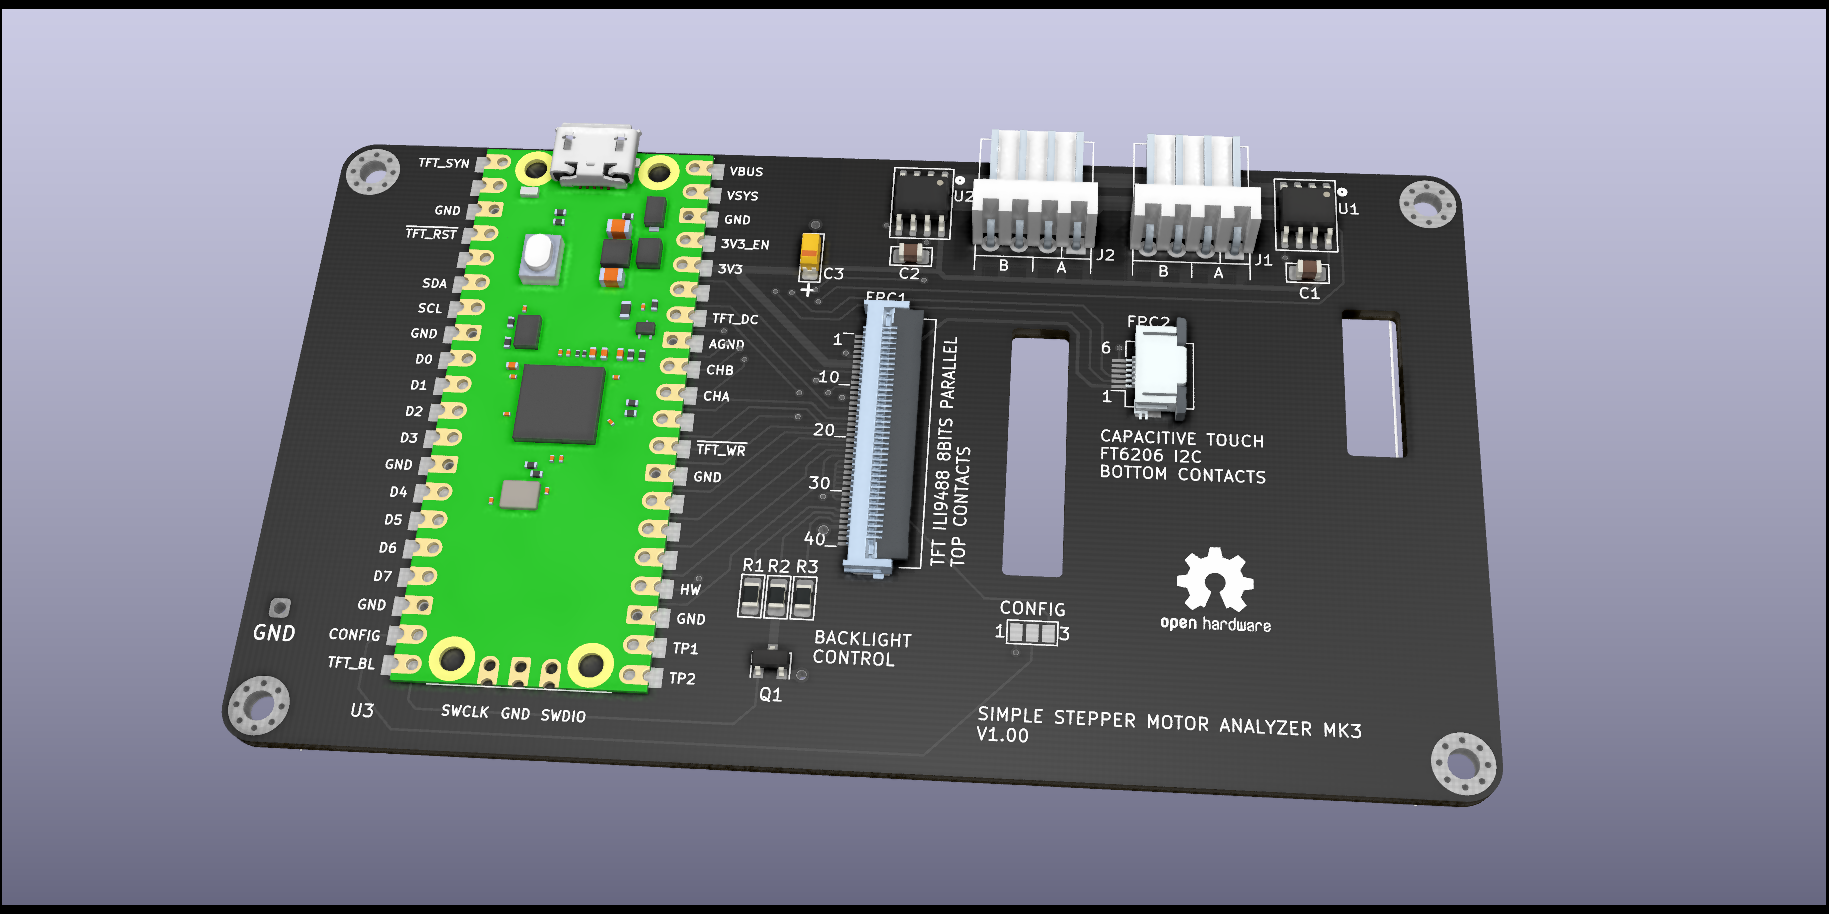 TFT_SYN
GND
TFT_RST
SDA
SCL
GND
D0
D1
D2
D3
GND
D4
D5
D6
D7
GND
CONFIG
TFT_BL
VBUS
VSYS
GND
3V3_EN
3V3
TFT_DC
AGND
CHB
CHA
TFT_WR
GND
HW
GND
TP1
TP2
U3
SWCLK GND SWDIO
GND
C3
+
U2
C2
B A
J2
B A
J1
U1
C1
FPC1
1
10
20
30
40
TFT ILI9488 8BITS PARALLEL
TOP CONTACTS
FPC2
6
1
CAPACITIVE TOUCH
FT6206 I2C
BOTTOM CONTACTS
R1 R2 R3
BACKLIGHT
CONTROL
Q1
CONFIG
1 3
open hardware
SIMPLE STEPPER MOTOR ANALYZER MK3
V1.00